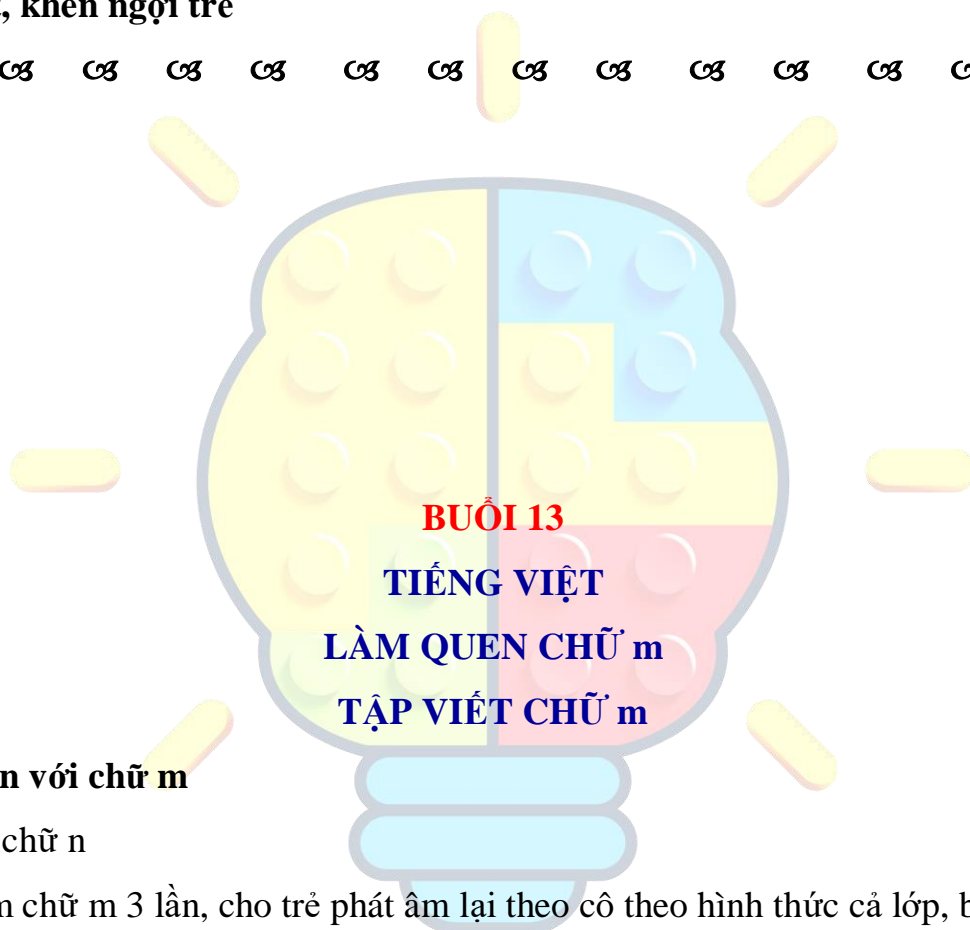 , khen ngợi trẻ
BUỔI 13
TIẾNG VIỆT
LÀM QUEN CHỮ m
TẬP VIẾT CHỮ m
với chữ m
chữ n
chữ m 3 lần, cho trẻ phát âm lại theo cô theo hình thức cả lớp,